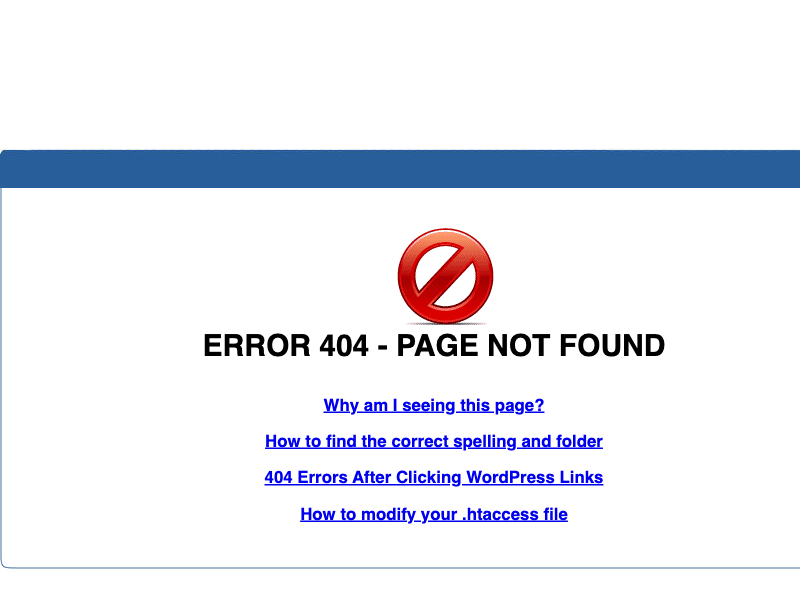 ERROR 404 - PAGE NOT FOUND
Why am I seeing this page?
How to find the correct spelling and folder
404 Errors After Clicking WordPress Links
How to modify your .htaccess file